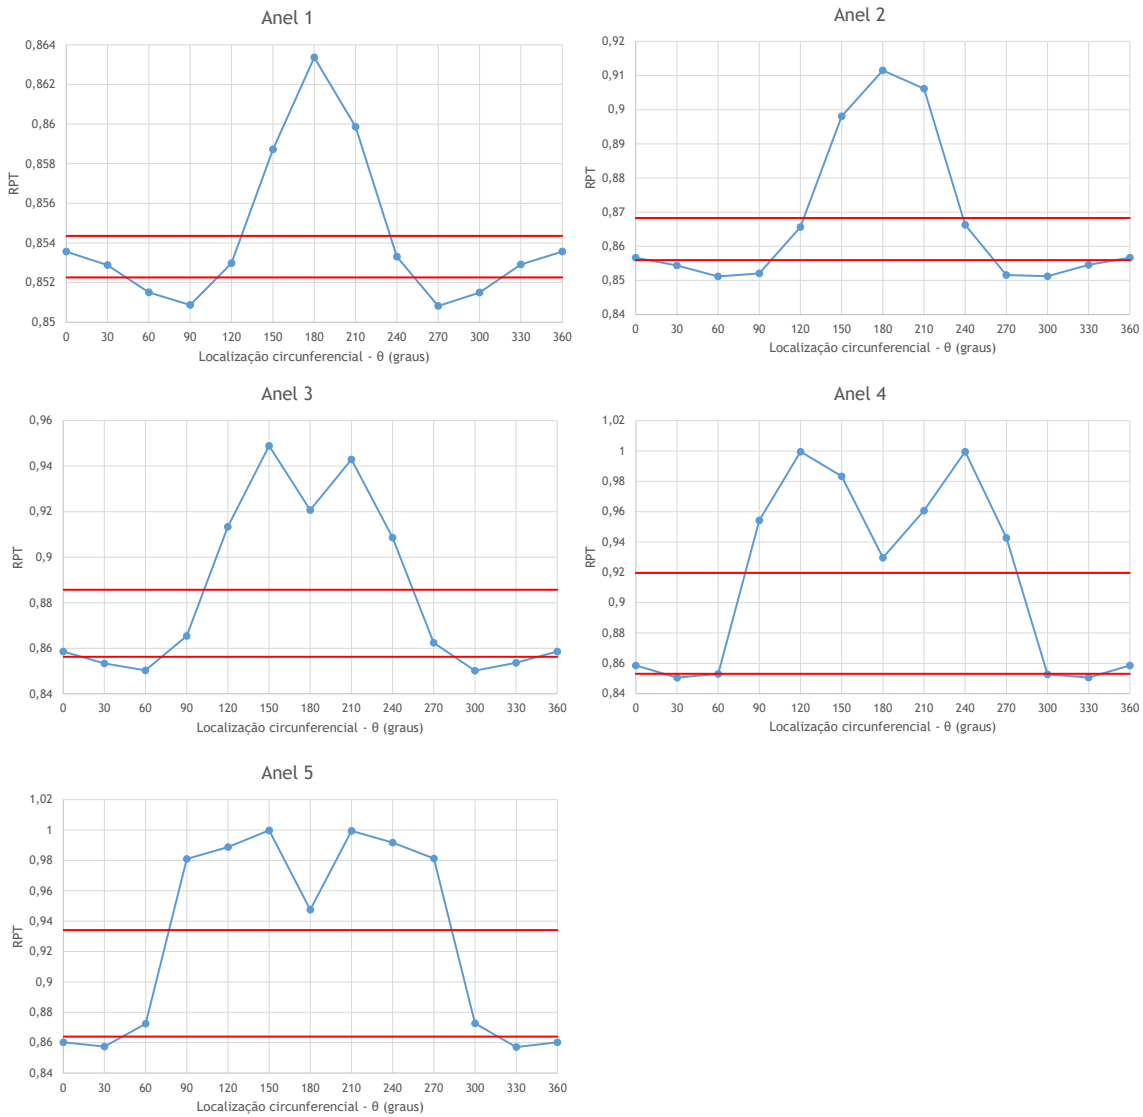 Anel 1
0,864
0,862
0,86
0,858
0,856
0,854
0,852
0,85
RPT
0 30 60 90 120 150 180 210 240 270 300 330 360
Localização circunferencial - θ (graus)
Anel 2
0,92
0,91
0,9
0,89
0,88
0,87
0,86
0,85
0,84
RPT
0 30 60 90 120 150 180 210 240 270 300 330 360
Localização circunferencial - θ (graus)
Anel 3
0,96
0,94
0,92
0,9
0,88
0,86
0,84
RPT
0 30 60 90 120 150 180 210 240 270 300 330 360
Localização circunferencial - θ (graus)
Anel 4
1,02
1
0,98
0,96
0,94
0,92
0,9
0,88
0,86
0,84
RPT
0 30 60 90 120 150 180 210 240 270 300 330 360
Localização circunferencial - θ (graus)
Anel 5
1,02
1
0,98
0,96
0,94
0,92
0,9
0,88
0,86
0,84
RPT
0 30 60 90 120 150 180 210 240 270 300 330 360
Localização circunferencial - θ (graus)